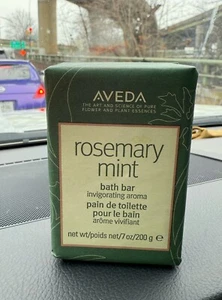 AVEDA
THE ART AND SCIENCE OF PURE
FLOWER AND PLANT ESSENCES
rosemary
mint
bath bar
invigorating aroma
pain de toilette
pour le bain
arôme vivifiant
net wt/poids net/7 oz/200 g e